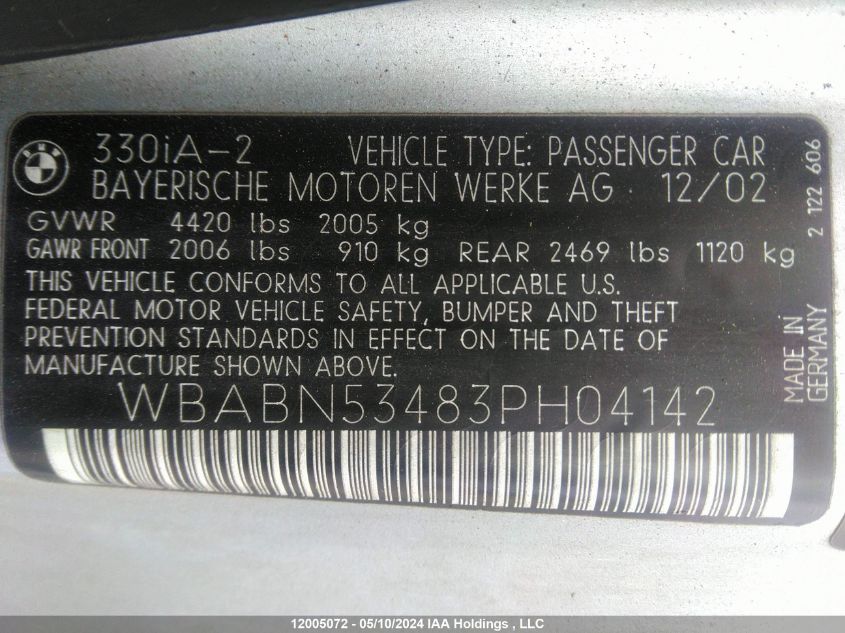 BMW
330iA-2 VEHICLE TYPE: PASSENGER CAR
BAYERISCHE MOTOREN WERKE AG 12/02
GVWR 4420 lbs 2005 kg
GAWR FRONT 2006 lbs 910 kg REAR 2469 lbs 1120 kg
THIS VEHICLE CONFORMS TO ALL APPLICABLE U.S.
FEDERAL MOTOR VEHICLE SAFETY, BUMPER AND THEFT
PREVENTION STANDARDS IN EFFECT ON THE DATE OF
MANUFACTURE SHOWN ABOVE.
WBABN53483PH04142
MADE IN
GERMANY 2 122 606
12005072 - 05/10/2024 IAA Holdings , LLC